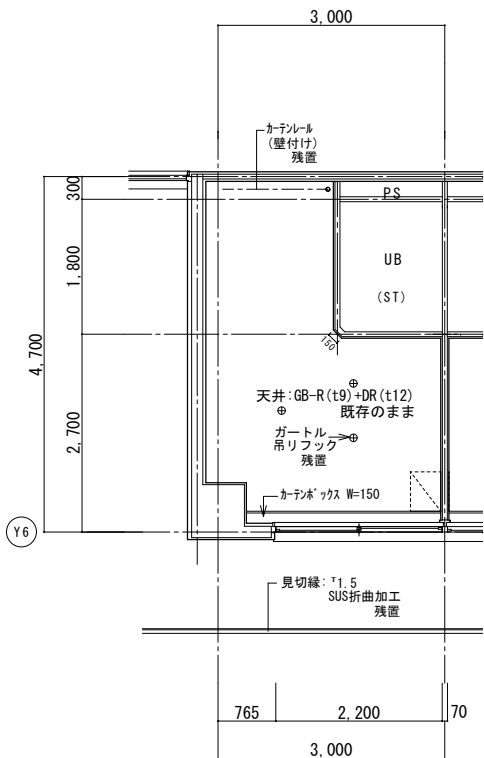 3,000
カーテンレール
(壁付け)
残置
300
PS
1,800
UB
(ST)
4,700
150
天井:GB-R(t9)+DR(t12)
既存のまま
2,700
ガートル
吊りフック
残置
カーテンボックス W=150
Y6
見切縁:T1.5
SUS折曲加工
残置
765
2,200
70
3,000